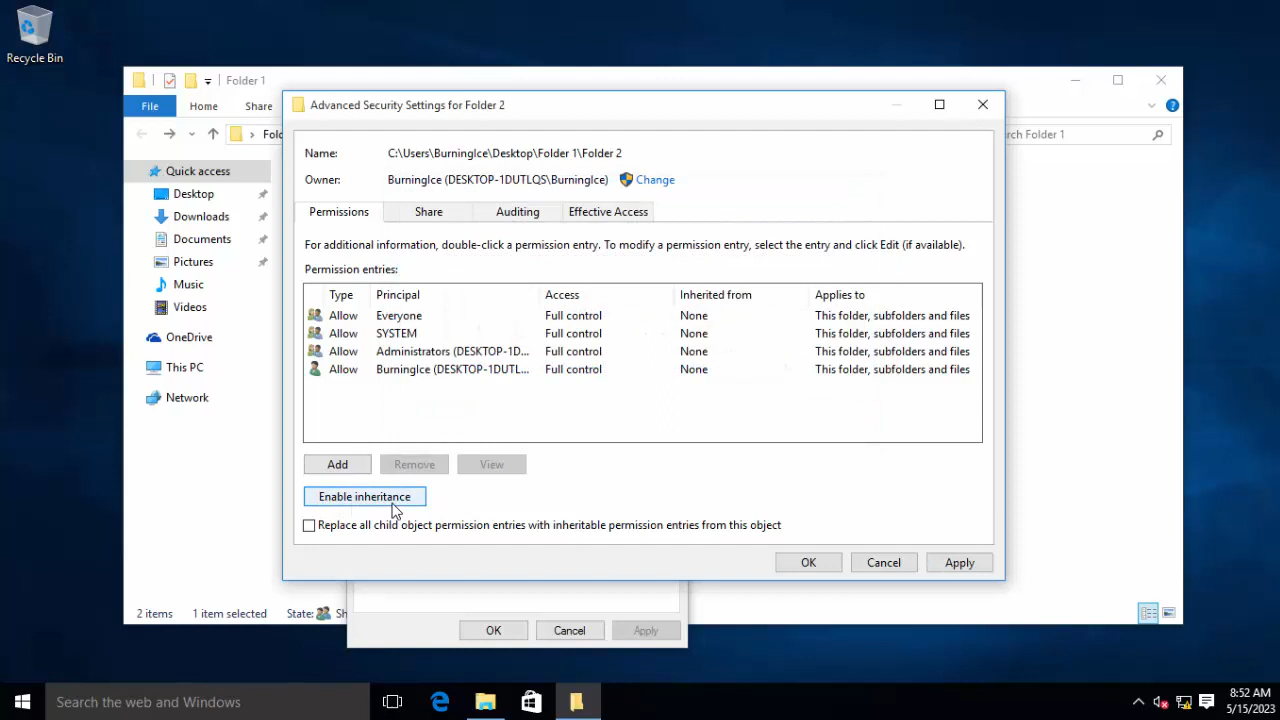 Recycle Bin
Folder 1
File Home Share
Search Folder 1
Quick access
Desktop
Downloads
Documents
Pictures
Music
Videos
OneDrive
This PC
Network
2 items 1 item selected State:
Advanced Security Settings for Folder 2
Name: C:\Users\BurningIce\Desktop\Folder 1\Folder 2
Owner: BurningIce (DESKTOP-1DUTLQS\BurningIce) Change
Permissions Share Auditing Effective Access
For additional information, double-click a permission entry. To modify a permission entry, select the entry and click Edit (if available).
Permission entries:
Type Principal Access Inherited from Applies to
Allow Everyone Full control None This folder, subfolders and files
Allow SYSTEM Full control None This folder, subfolders and files
Allow Administrators (DESKTOP-1D... Full control None This folder, subfolders and files
Allow BurningIce (DESKTOP-1DUTL... Full control None This folder, subfolders and files
Add Remove View
Enable inheritance
Replace all child object permission entries with inheritable permission entries from this object
OK Cancel Apply
OK Cancel Apply
Search the web and Windows
8:52 AM
5/15/2023